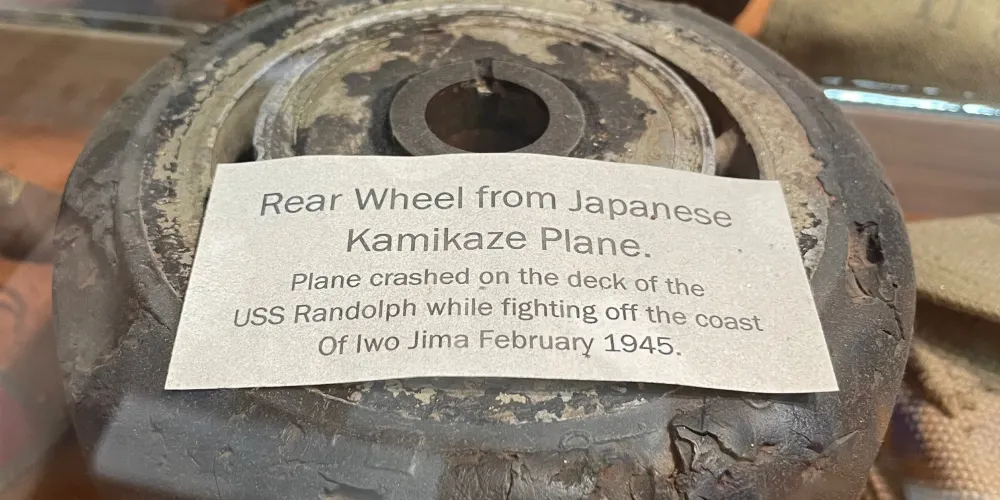 Rear Wheel from Japanese
Kamikaze Plane.
Plane crashed on the deck of the
USS Randolph while fighting off the coast
Of Iwo Jima February 1945.